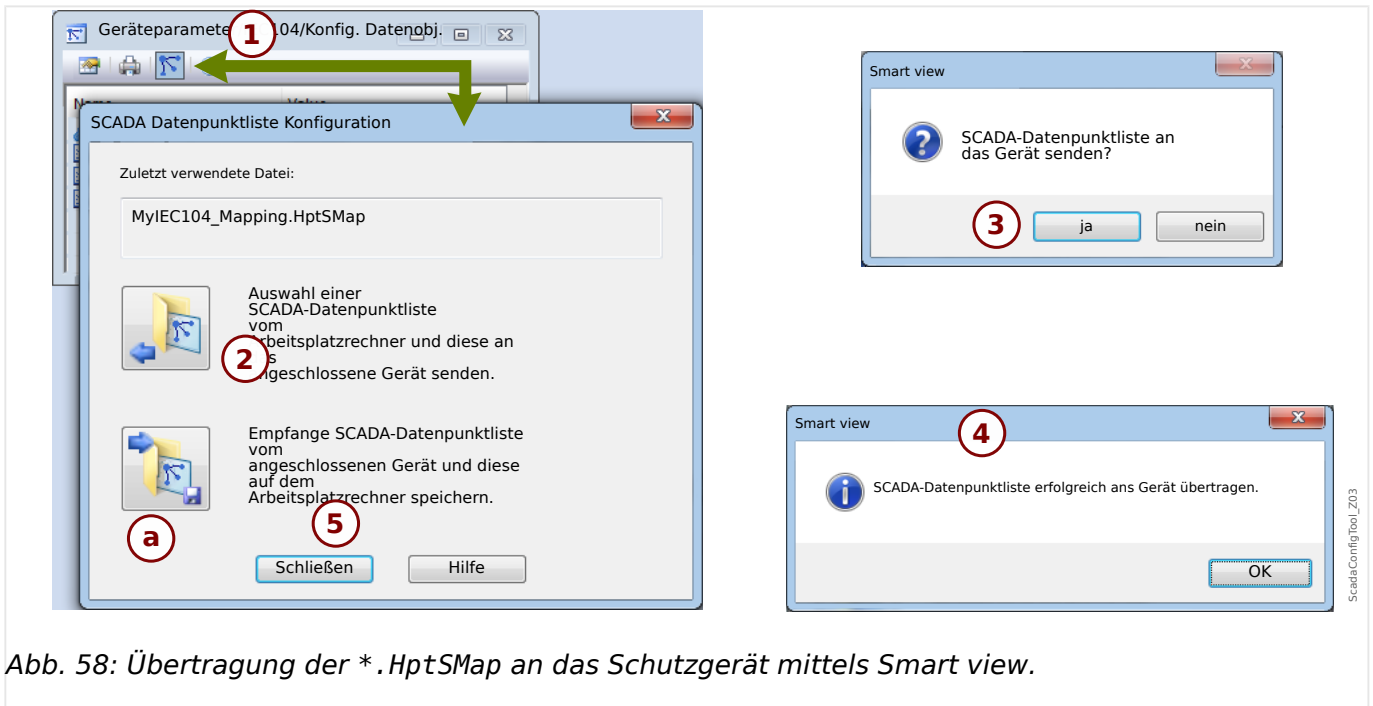 Geräteparamete 104/Konfig. Datenobj.
1
SCADA Datenpunktliste Konfiguration
Zuletzt verwendete Datei:
MyIEC104_Mapping.HptSMap
Auswahl einer
SCADA-Datenpunktliste
vom
rbeitsplatzrechner und diese an
s
ngeschlossene Gerät senden.
2
Empfange SCADA-Datenpunktliste
vom
angeschlossenen Gerät und diese
auf dem
Arbeitsplatzrechner speichern.
a
5
Schließen
Hilfe
Smart view
SCADA-Datenpunktliste an
das Gerät senden?
3
ja
nein
Smart view
4
SCADA-Datenpunktliste erfolgreich ans Gerät übertragen.
OK
ScadaConfigTool_Z03
Abb. 58: Übertragung der *.HptSMap an das Schutzgerät mittels Smart view.